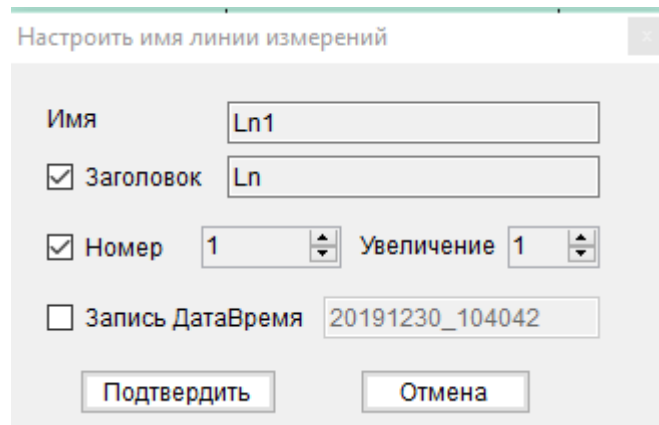 Настроить имя линии измерений x
Имя Ln1
Заголовок Ln
Номер 1 Увеличение 1
Запись ДатаВремя 20191230_104042
Подтвердить Отмена